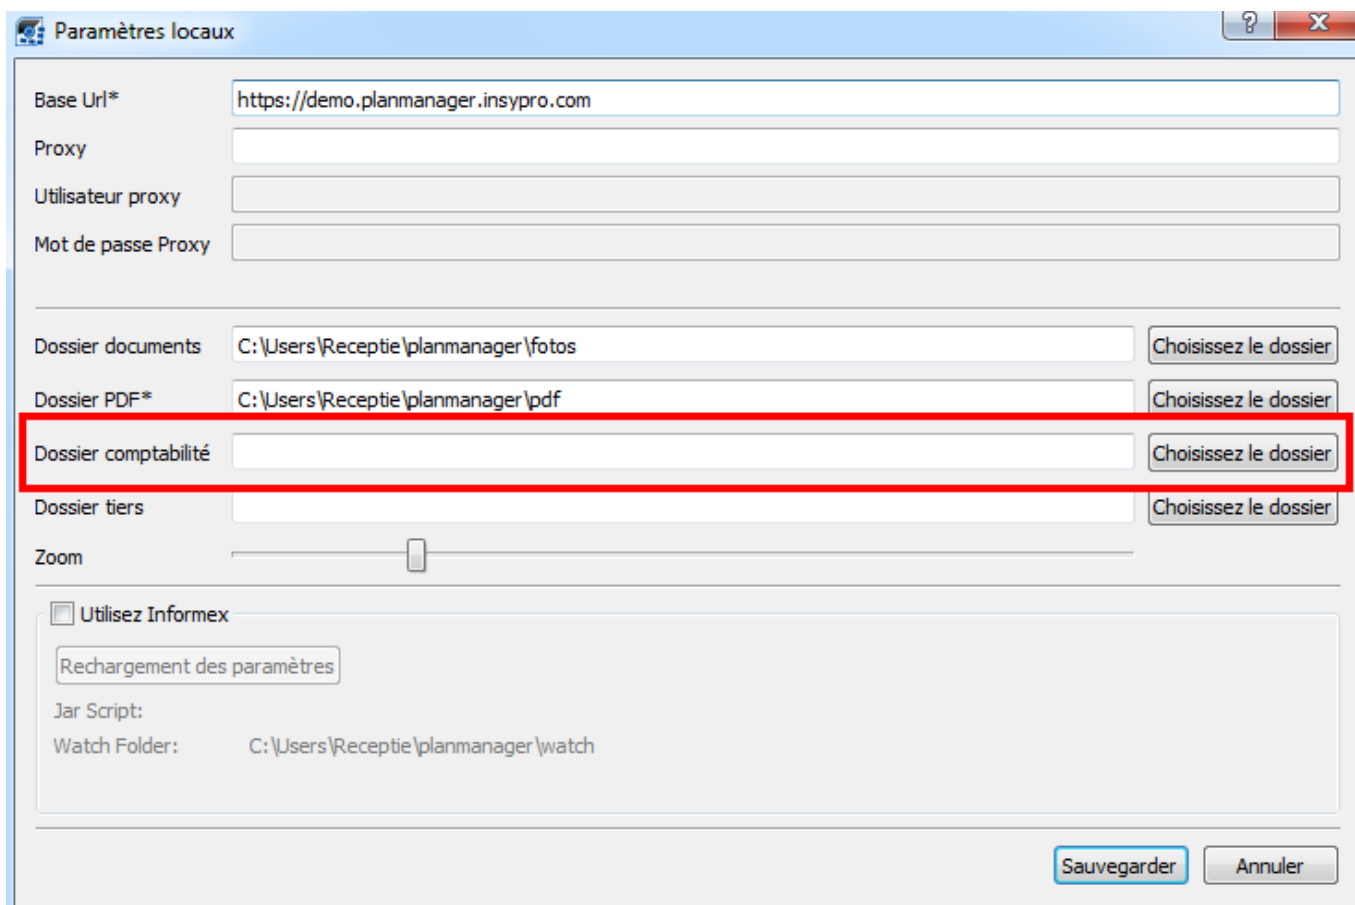 Paramètres locaux
Base Url* https://demo.planmanager.insypro.com
Proxy
Utilisateur proxy
Mot de passe Proxy
Dossier documents C:\Users\Receptie\planmanager\fotos Choisissez le dossier
Dossier PDF* C:\Users\Receptie\planmanager\pdf Choisissez le dossier
Dossier comptabilité Choisissez le dossier
Dossier tiers Choisissez le dossier
Zoom
Utilisez Informex
Rechargement des paramètres
Jar Script:
Watch Folder: C:\Users\Receptie\planmanager\watch
Sauvegarder Annuler